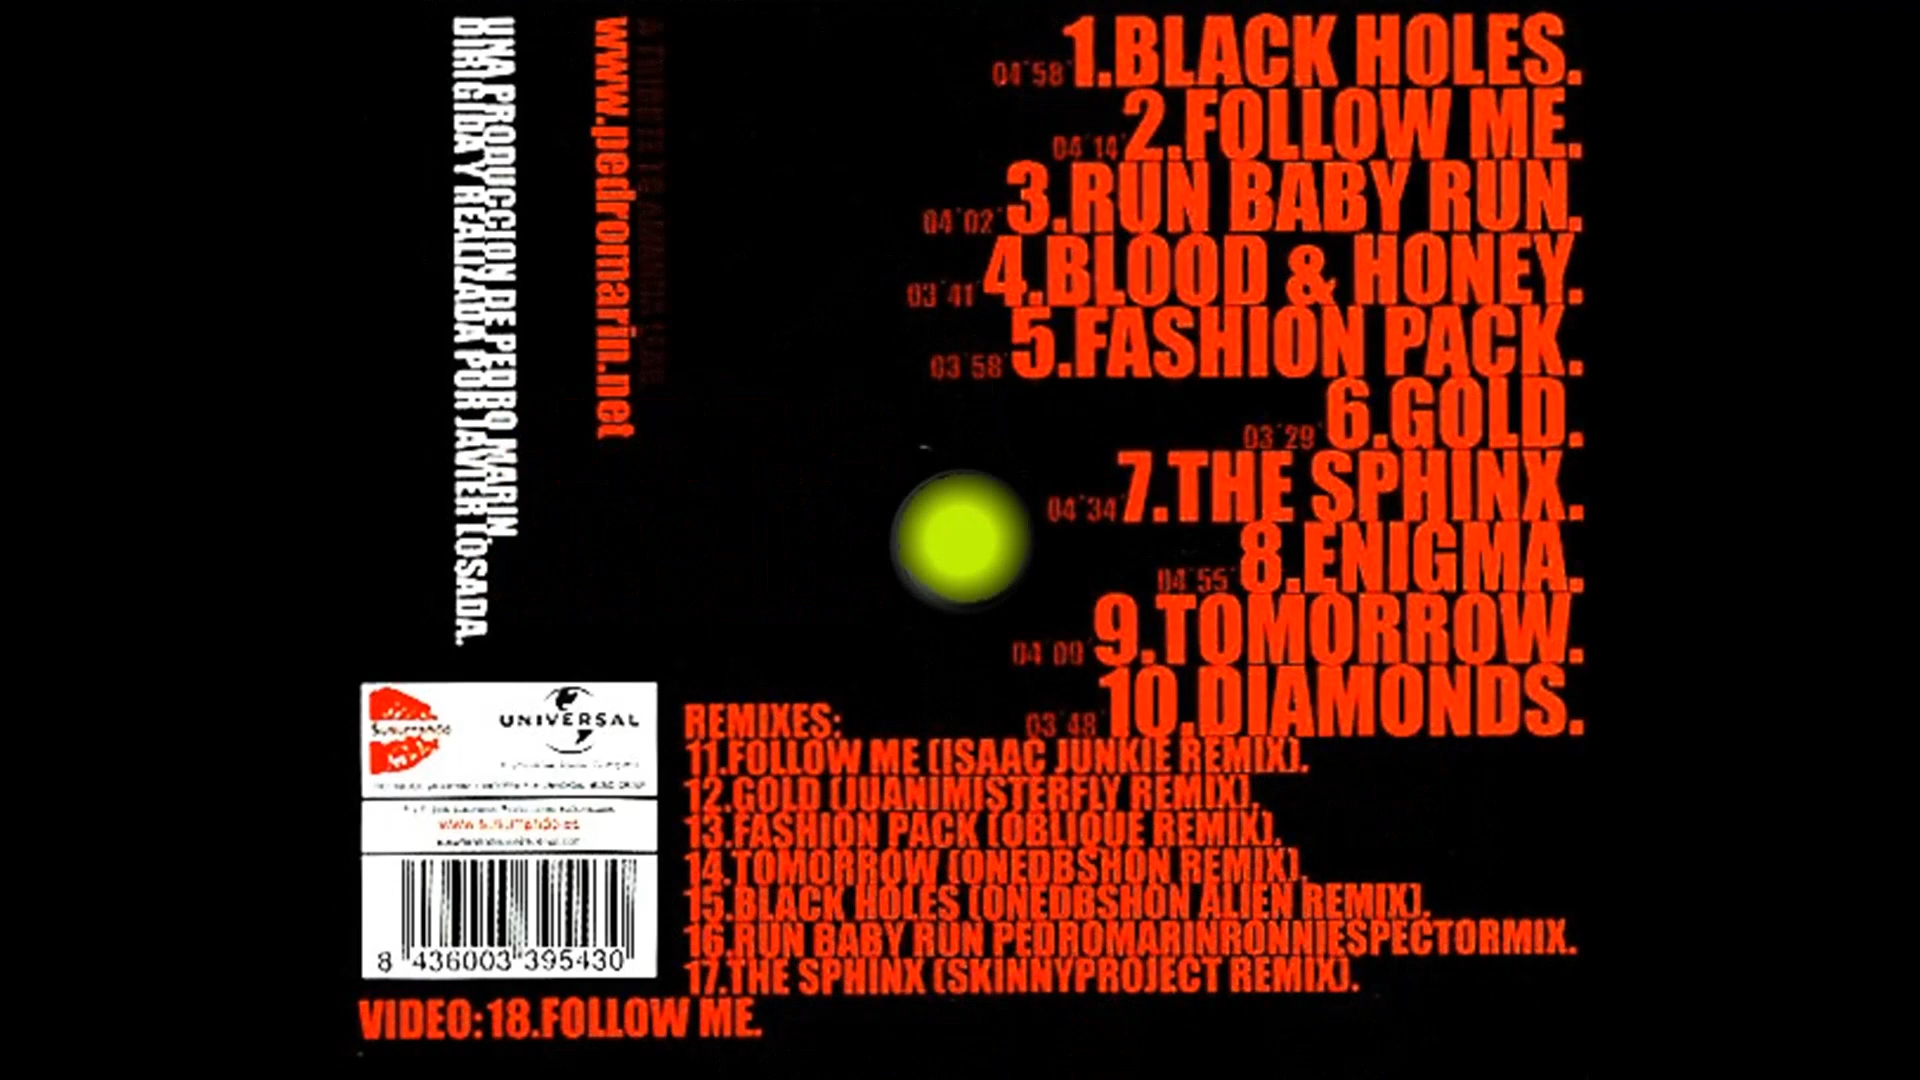 UNA PRODUCCION DE PEDRO MARIN.
DIRIGIDA Y REALIZADA POR JAVIER LOSADA.
www.pedromarin.net
04'58'' 1.BLACK HOLES.
04'14'' 2.FOLLOW ME.
04'02'' 3.RUN BABY RUN.
03'41'' 4.BLOOD & HONEY.
03'58'' 5.FASHION PACK.
03'29'' 6.GOLD.
04'34'' 7.THE SPHINX.
04'55'' 8.ENIGMA.
04'09'' 9.TOMORROW.
03'48'' 10.DIAMONDS.
REMIXES:
11.FOLLOW ME (ISAAC JUNKIE REMIX).
12.GOLD (JUANIMISTERFLY REMIX).
13.FASHION PACK (OBLIQUE REMIX).
14.TOMORROW (ONEDBSHON REMIX).
15.BLACK HOLES (ONEDBSHON ALIEN REMIX).
16.RUN BABY RUN PEDROMARINRONNIESPECTORMIX.
17.THE SPHINX (SKINNYPROJECT REMIX).
VIDEO:18.FOLLOW ME.
Susurrando
UNIVERSAL
www.susurrando.es
8 436003 395430